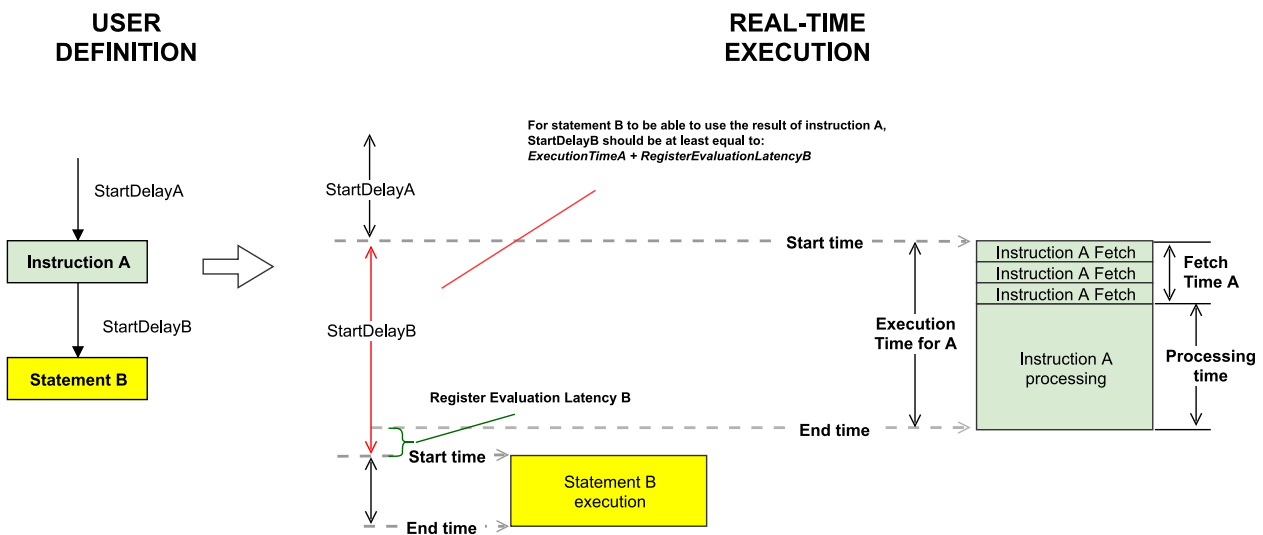 USER
DEFINITION
REAL-TIME
EXECUTION
For statement B to be able to use the result of instruction A,
StartDelayB should be at least equal to:
ExecutionTimeA + RegisterEvaluationLatencyB
StartDelayA
Instruction A
StartDelayB
Statement B
StartDelayA
StartDelayB
Register Evaluation Latency B
Start time
End time
Start time
End time
Statement B
execution
Execution
Time for A
Instruction A Fetch
Instruction A Fetch
Instruction A Fetch
Instruction A
processing
Fetch
Time A
Processing
time